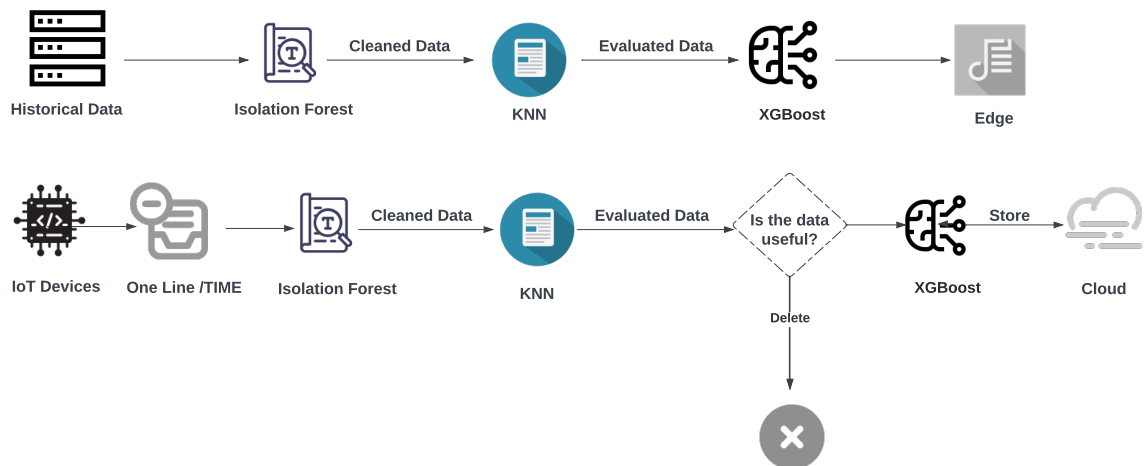 Cleaned Data
Evaluated Data
Historical Data
Isolation Forest
KNN
XGBoost
Edge
T
</>
T
Cleaned Data
Evaluated Data
Is the data
useful?
Store
IoT Devices
One Line /TIME
Isolation Forest
KNN
XGBoost
Cloud
Delete